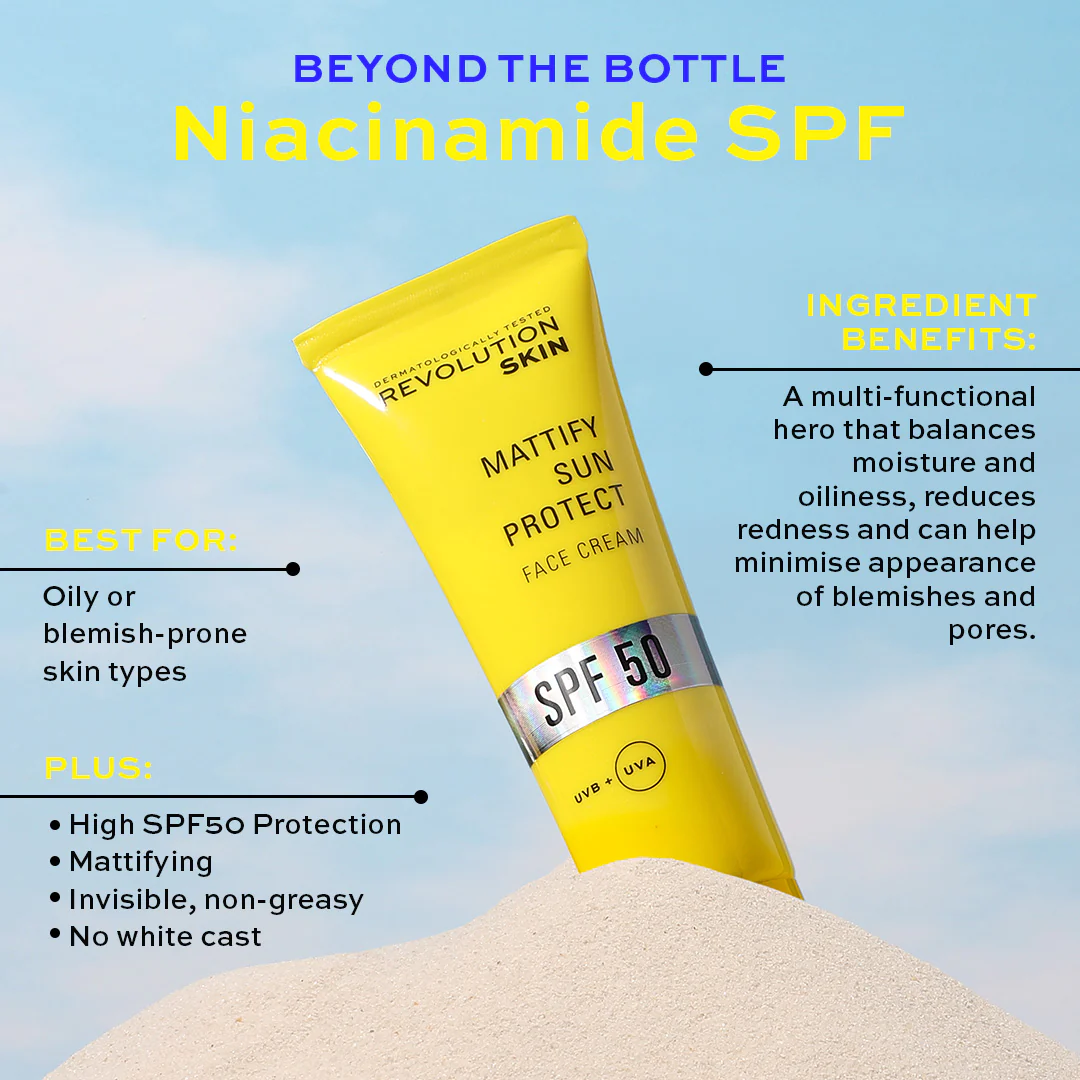 BEYOND THE BOTTLE
Niacinamide SPF
DERMATOLOGICALLY TESTED
REVOLUTION
SKIN
MATTIFY
SUN
PROTECT
FACE CREAM
SPF 50
UVB + UVA
INGREDIENT
BENEFITS:
A multi-functional
hero that balances
moisture and
oiliness, reduces
redness and can help
minimise appearance
of blemishes and
pores.
BEST FOR:
Oily or
blemish-prone
skin types
PLUS:
• High SPF50 Protection
• Mattifying
• Invisible, non-greasy
• No white cast